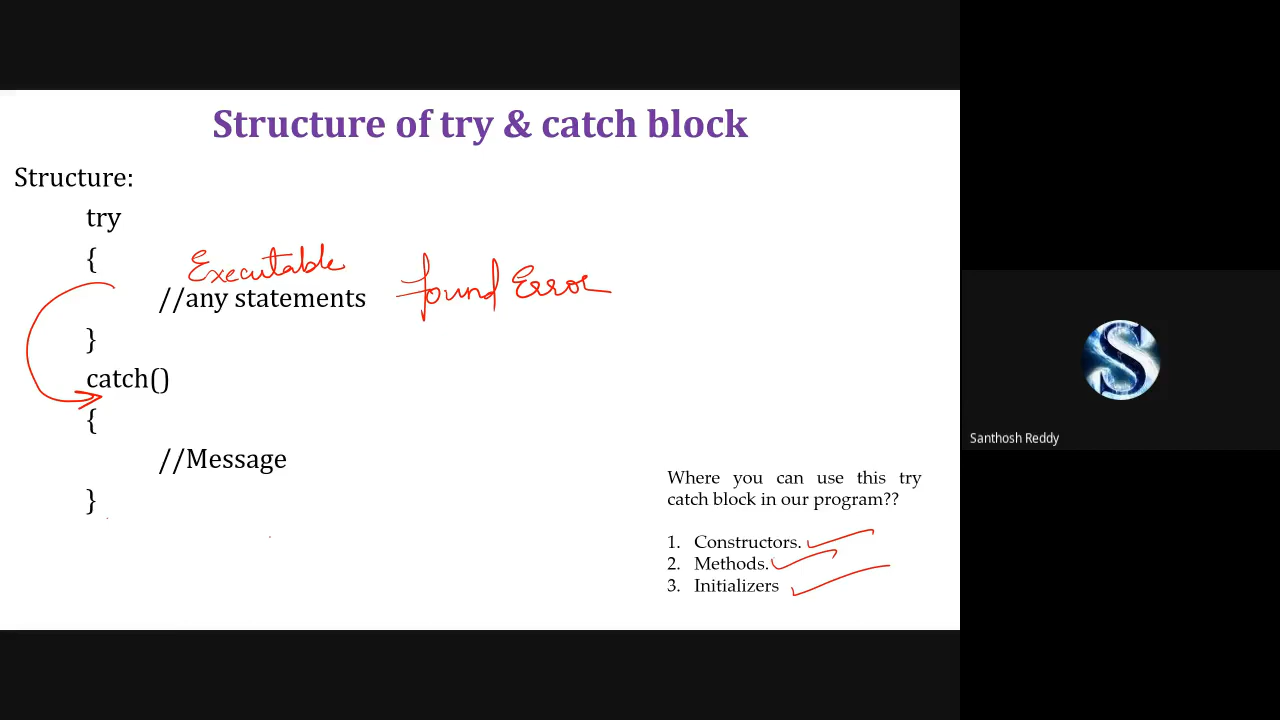 Structure of try & catch block
Structure:
try
{
Executable
//any statements found Error
}
catch()
{
//Message
}
Where you can use this try
catch block in our program??
1. Constructors.
2. Methods.
3. Initializers
S
Santhosh Reddy